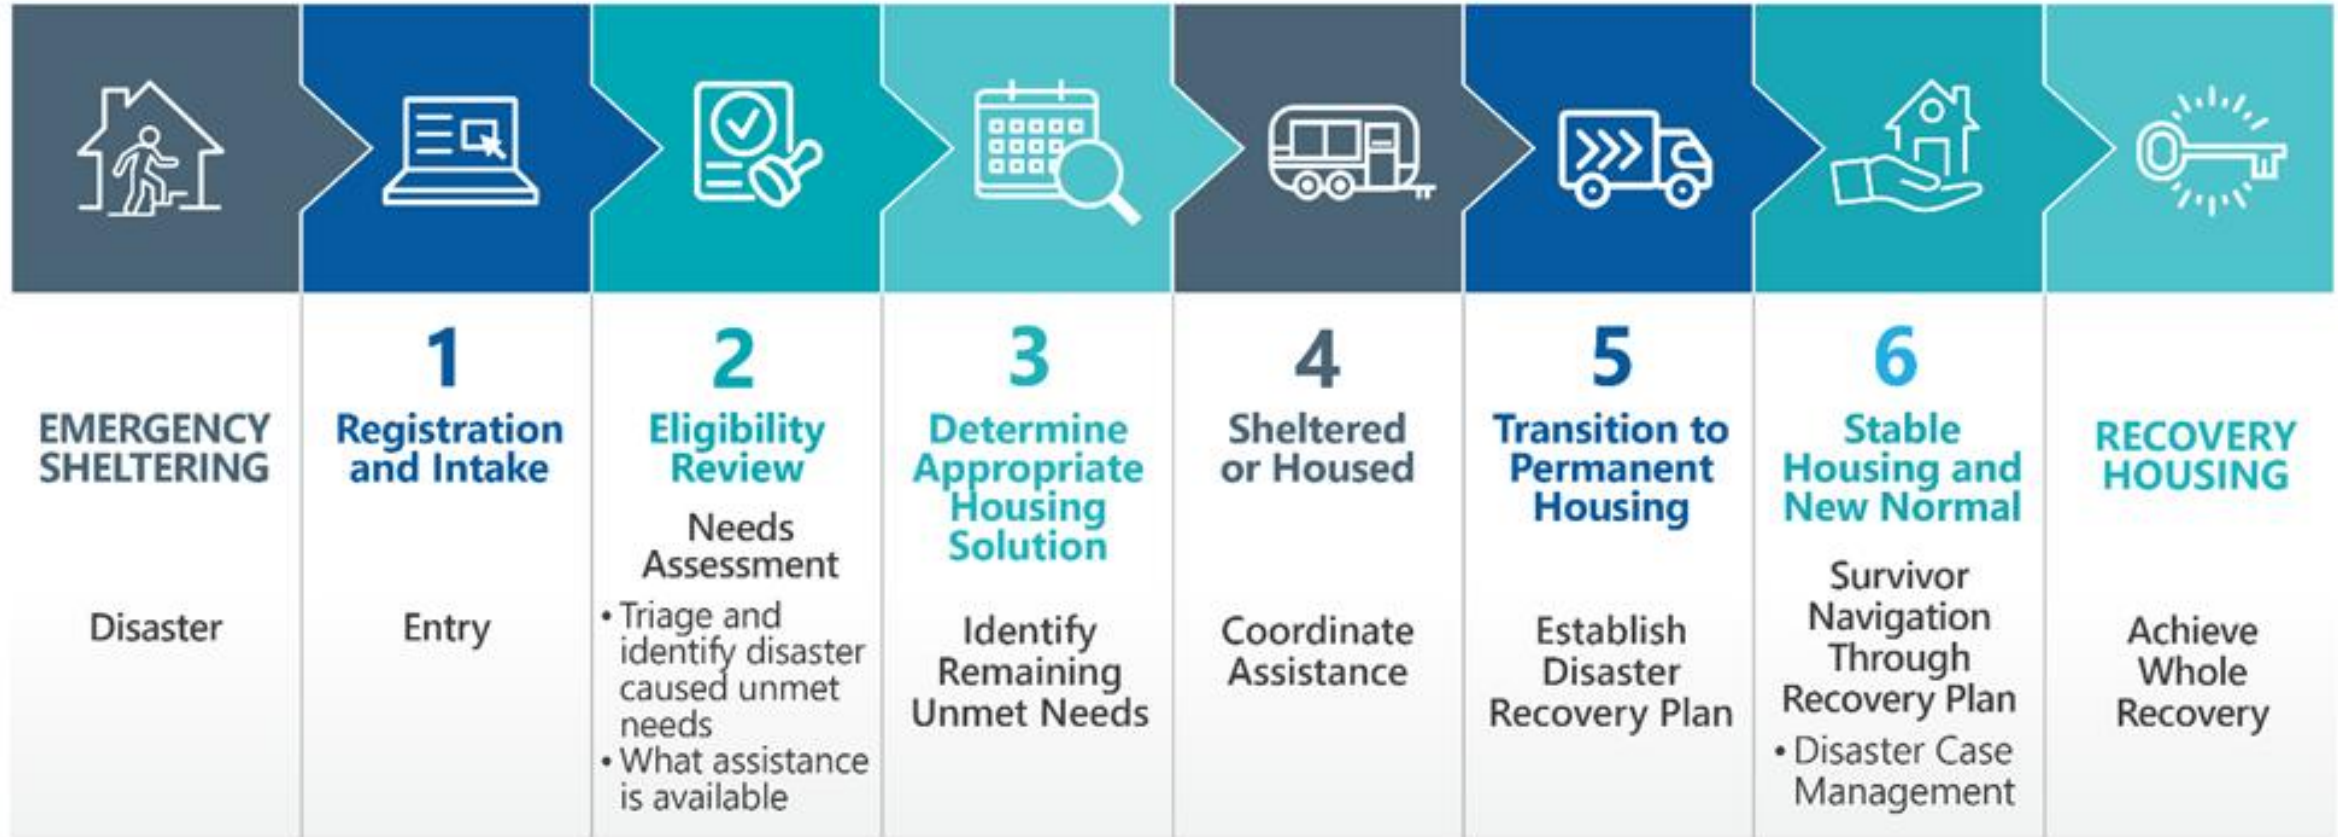 EMERGENCY
SHELTERING
Disaster
1
Registration
and Intake
Entry
2
Eligibility
Review
Needs
Assessment
• Triage and
identify disaster
caused unmet
needs
• What assistance
is available
3
Determine
Appropriate
Housing
Solution
Identify
Remaining
Unmet Needs
4
Sheltered
or Housed
Coordinate
Assistance
5
Transition to
Permanent
Housing
Establish
Disaster
Recovery Plan
6
Stable
Housing and
New Normal
Survivor
Navigation
Through
Recovery Plan
• Disaster Case
Management
RECOVERY
HOUSING
Achieve
Whole
Recovery